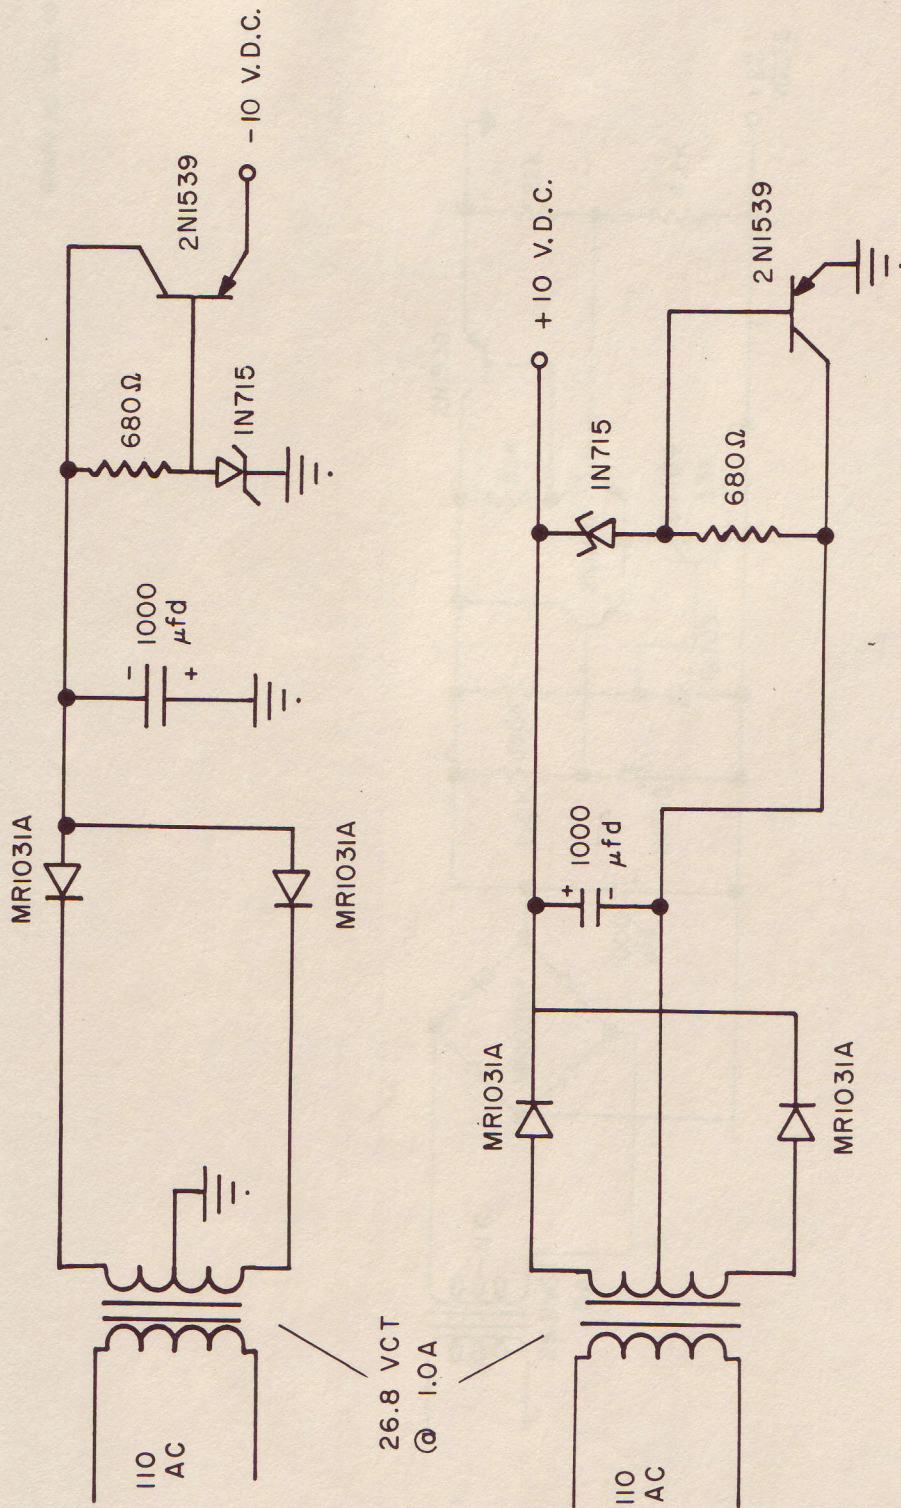 110
AC
MR1031A
MR1031A
-
1000
µfd
+
680Ω
1N715
2N1539
-10 V.D.C.
26.8 VCT
@ 1.0A
110
AC
MR1031A
MR1031A
+
1000
µfd
-
1N715
680Ω
+10 V.D.C.
2N1539